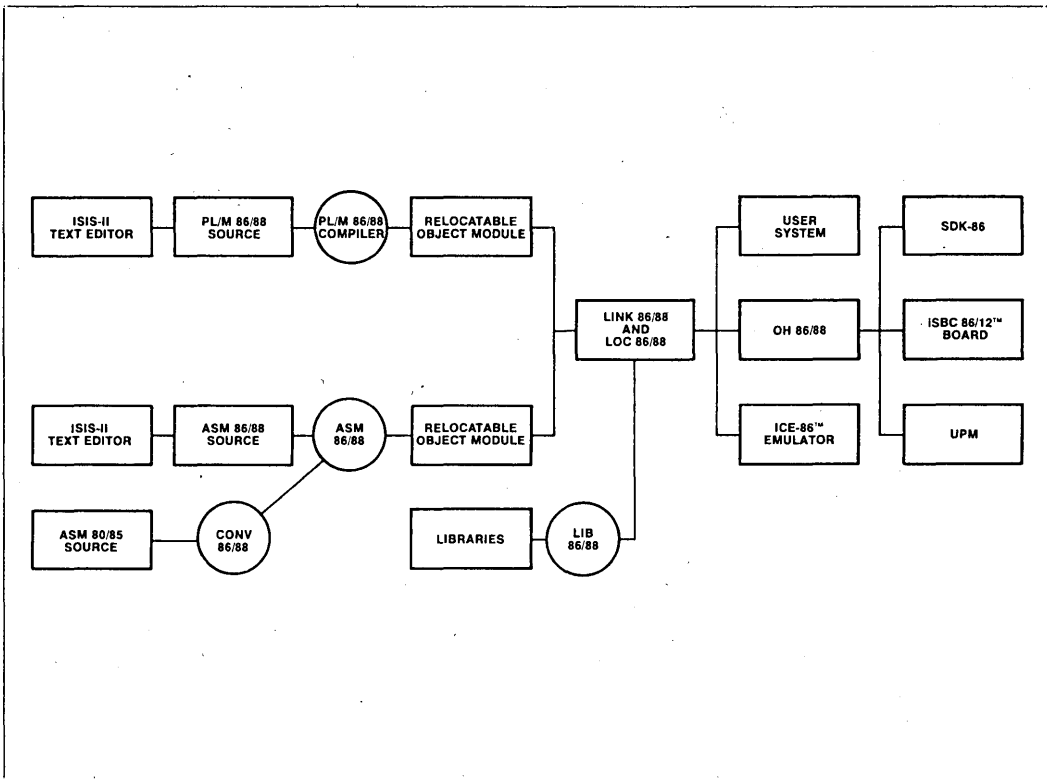 ISIS-II
TEXT EDITOR
PL/M 86/88
SOURCE
PL/M 86/88
COMPILER
RELOCATABLE
OBJECT MODULE
USER
SYSTEM
SDK-86
LINK 86/88
AND
LOC 86/88
OH 86/88
iSBC 86/12™
BOARD
ISIS-II
TEXT EDITOR
ASM 86/88
SOURCE
ASM
86/88
RELOCATABLE
OBJECT MODULE
ICE-86™
EMULATOR
UPM
ASM 80/85
SOURCE
CONV
86/88
LIBRARIES
LIB
86/88